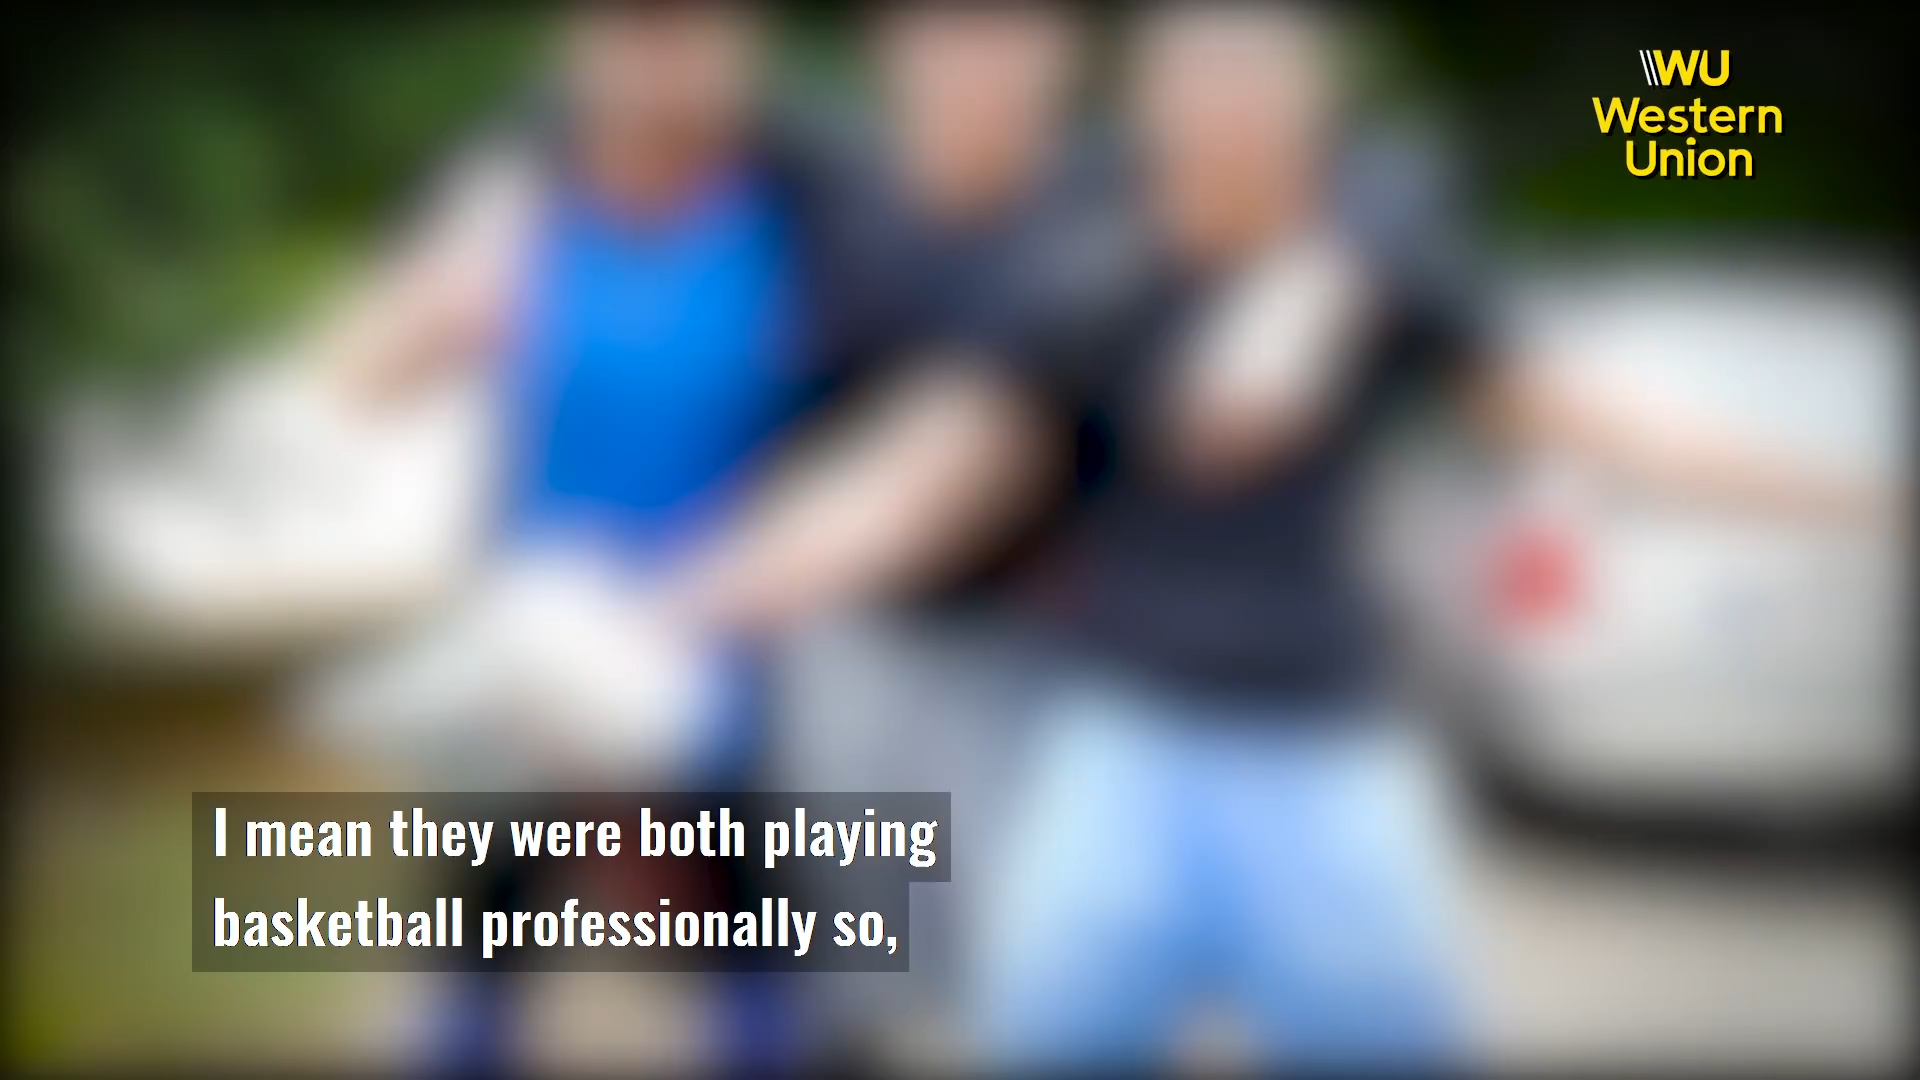 WU
Western
Union
I mean they were both playing
basketball professionally so,